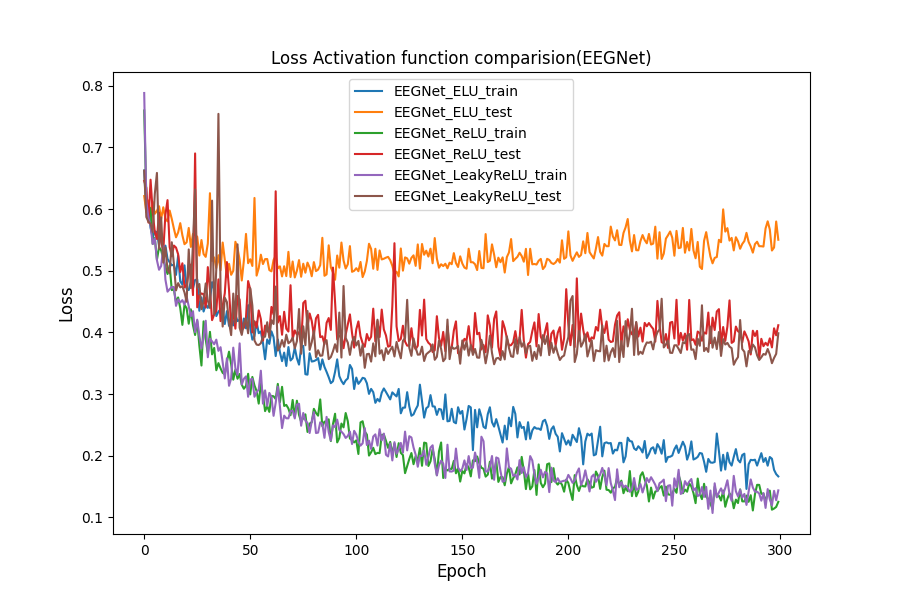 Loss Activation function comparision(EEGNet)
EEGNet_ELU_train
EEGNet_ELU_test
EEGNet_ReLU_train
EEGNet_ReLU_test
EEGNet_LeakyReLU_train
EEGNet_LeakyReLU_test
Loss
0.8
0.7
0.6
0.5
0.4
0.3
0.2
0.1
0 50 100 150 200 250 300
Epoch